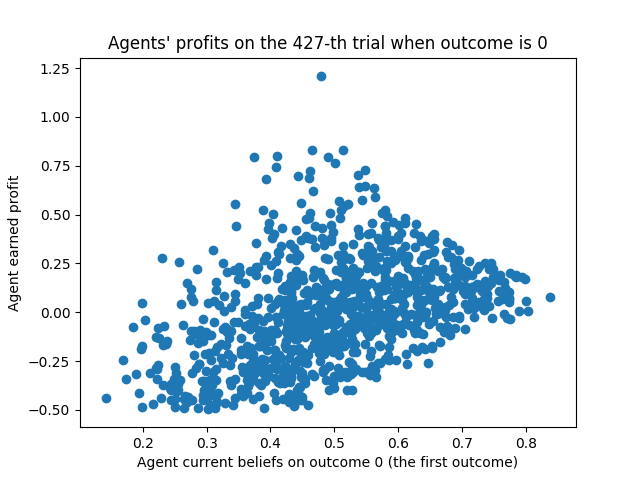 Agents' profits on the 427-th trial when outcome is 0
1.25
1.00
0.75
0.50
0.25
0.00
−0.25
−0.50
Agent earned profit
0.2 0.3 0.4 0.5 0.6 0.7 0.8
Agent current beliefs on outcome 0 (the first outcome)